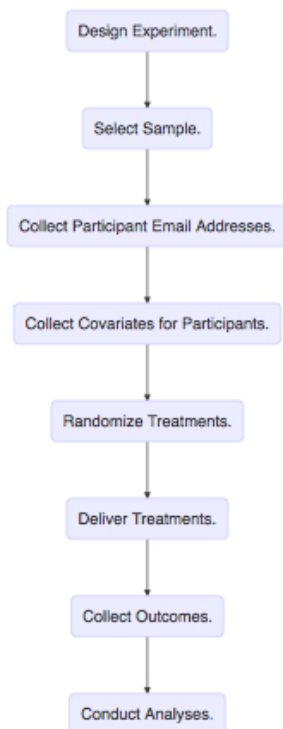 Design Experiment.
Select Sample.
Collect Participant Email Addresses.
Collect Covariates for Participants.
Randomize Treatments.
Deliver Treatments.
Collect Outcomes.
Conduct Analyses.